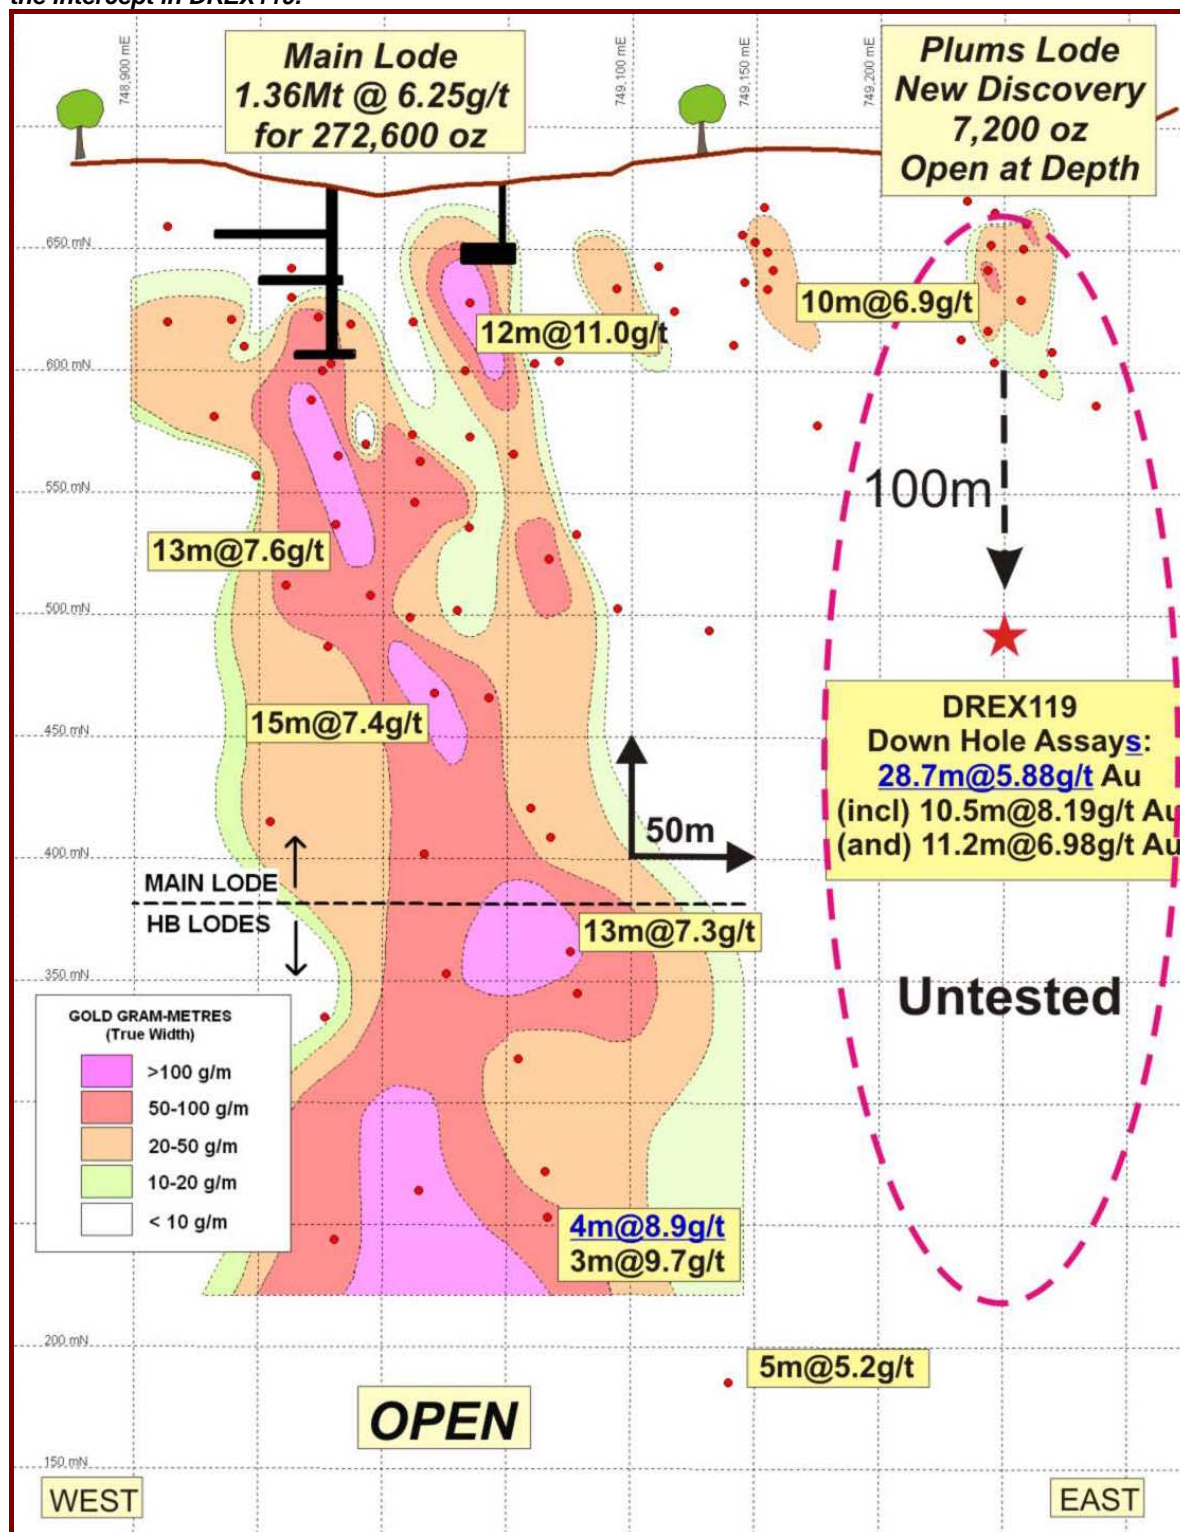 the intercept in DREX119.
748,900 mE
749,100 mE
749,150 mE
749,200 mE
Main Lode
1.36Mt @ 6.25g/t
for 272,600 oz
Plums Lode
New Discovery
7,200 oz
Open at Depth
650 mN
10m@6.9g/t
12m@11.0g/t
600 mN
100m
550 mN
13m@7.6g/t
500 mN
15m@7.4g/t
450 mN
DREX119
Down Hole Assays:
28.7m@5.88g/t Au
(incl) 10.5m@8.19g/t Au
(and) 11.2m@6.98g/t Au
50m
400 mN
MAIN LODE
HB LODES
13m@7.3g/t
350 mN
Untested
GOLD GRAM-METRES
(True Width)
>100 g/m
50-100 g/m
20-50 g/m
10-20 g/m
< 10 g/m
4m@8.9g/t
3m@9.7g/t
200 mN
5m@5.2g/t
OPEN
150 mN
WEST
EAST